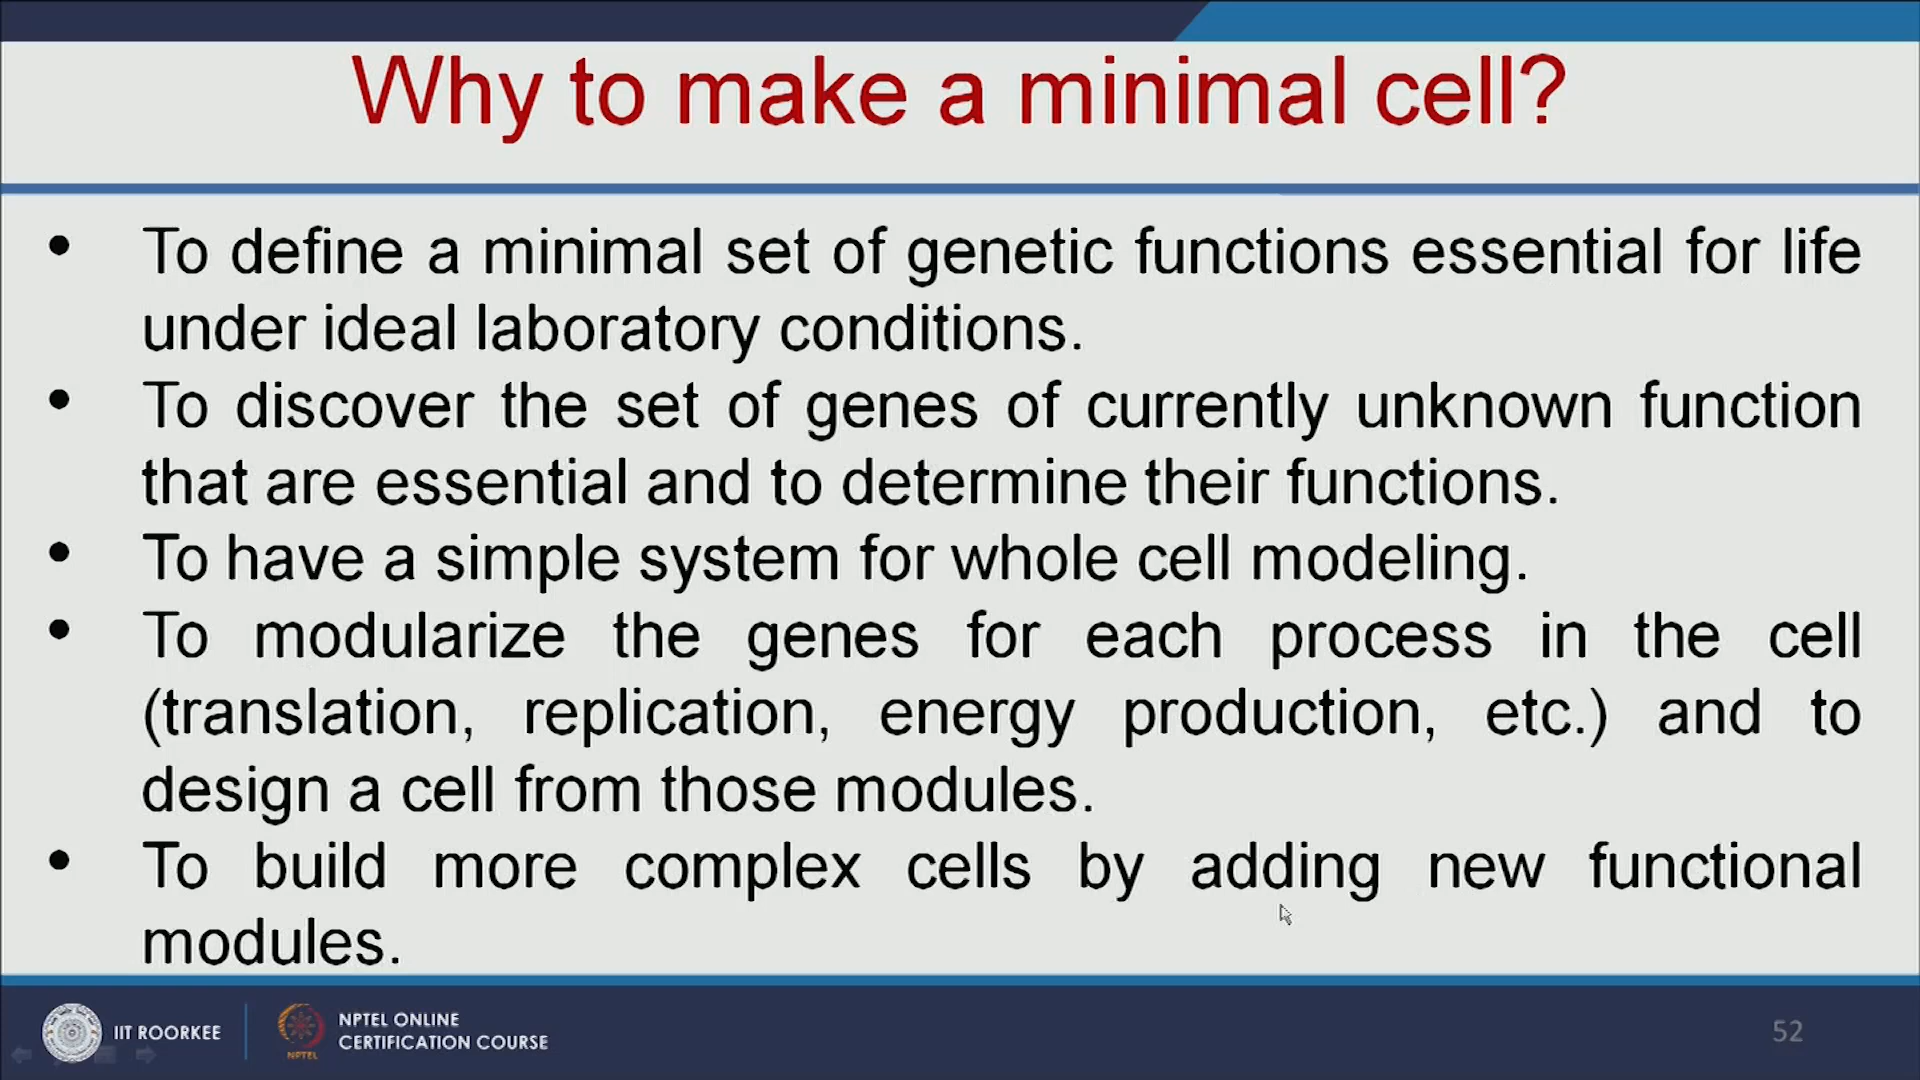 Why to make a minimal cell?
• To define a minimal set of genetic functions essential for life
under ideal laboratory conditions.
• To discover the set of genes of currently unknown function
that are essential and to determine their functions.
• To have a simple system for whole cell modeling.
• To modularize the genes for each process in the cell
(translation, replication, energy production, etc.) and to
design a cell from those modules.
• To build more complex cells by adding new functional
modules.
IIT ROORKEE
NPTEL
NPTEL ONLINE
CERTIFICATION COURSE
52